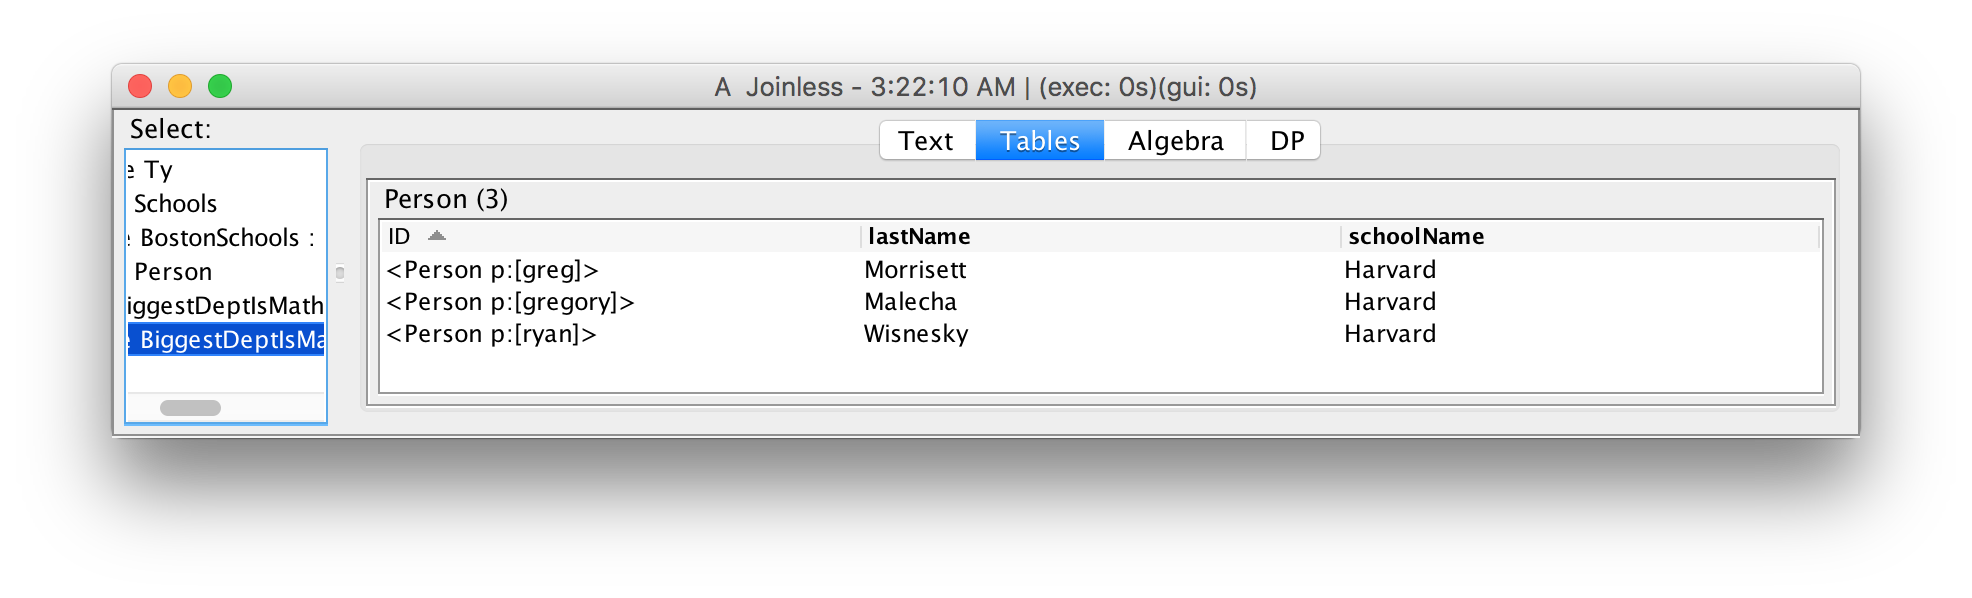 A Joinless - 3:22:10 AM | (exec: 0s)(gui: 0s)
Select:
e Ty
Schools
BostonSchools :
Person
iggestDeptIsMath
BiggestDeptIsMa
Text Tables Algebra DP
Person (3)
ID lastName schoolName
<Person p:[greg]> Morrisett Harvard
<Person p:[gregory]> Malecha Harvard
<Person p:[ryan]> Wisnesky Harvard